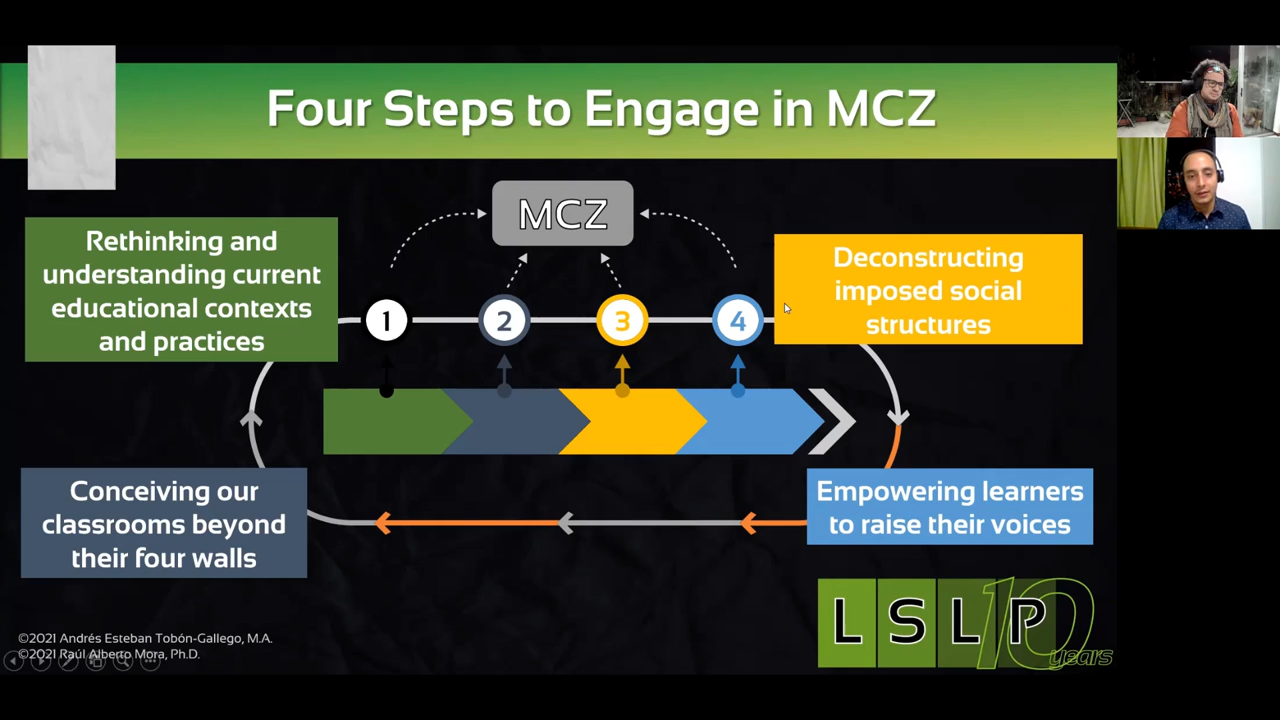 Four Steps to Engage in MCZ
MCZ
Rethinking and
understanding current
educational contexts
and practices
1
2
3
4
Deconstructing
imposed social
structures
Conceiving our
classrooms beyond
their four walls
Empowering learners
to raise their voices
©2021 Andrés Esteban Tobón-Gallego, M.A.
©2021 Raúl Alberto Mora, Ph.D.
LSLP
10
years